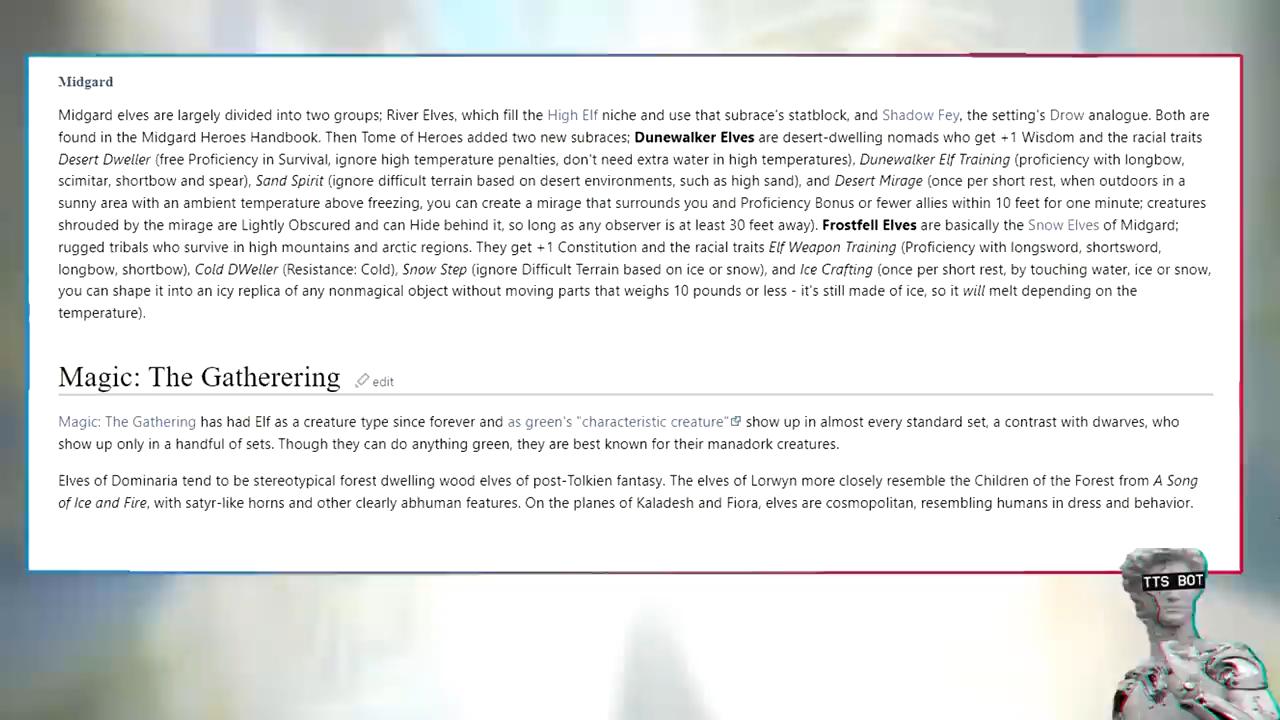 Midgard
Midgard elves are largely divided into two groups; River Elves, which fill the High Elf niche and use that subrace's statblock, and Shadow Fey, the setting's Drow analogue. Both are
found in the Midgard Heroes Handbook. Then Tome of Heroes added two new subraces; Dunewalker Elves are desert-dwelling nomads who get +1 Wisdom and the racial traits
Desert Dweller (free Proficiency in Survival, ignore high temperature penalties, don't need extra water in high temperatures), Dunewalker Elf Training (proficiency with longbow,
scimitar, shortbow and spear), Sand Spirit (ignore difficult terrain based on desert environments, such as high sand), and Desert Mirage (once per short rest, when outdoors in a
sunny area with an ambient temperature above freezing, you can create a mirage that surrounds you and Proficiency Bonus or fewer allies within 10 feet for one minute; creatures
shrouded by the mirage are Lightly Obscured and can Hide behind it, so long as any observer is at least 30 feet away). Frostfell Elves are basically the Snow Elves of Midgard;
rugged tribals who survive in high mountains and arctic regions. They get +1 Constitution and the racial traits Elf Weapon Training (Proficiency with longsword, shortsword,
longbow, shortbow), Cold DWeller (Resistance: Cold), Snow Step (ignore Difficult Terrain based on ice or snow), and Ice Crafting (once per short rest, by touching water, ice or snow,
you can shape it into an icy replica of any nonmagical object without moving parts that weighs 10 pounds or less - it's still made of ice, so it will melt depending on the
temperature).
Magic: The Gatherering edit
Magic: The Gathering has had Elf as a creature type since forever and as green's "characteristic creature" show up in almost every standard set, a contrast with dwarves, who
show up only in a handful of sets. Though they can do anything green, they are best known for their manadork creatures.
Elves of Dominaria tend to be stereotypical forest dwelling wood elves of post-Tolkien fantasy. The elves of Lorwyn more closely resemble the Children of the Forest from A Song
of Ice and Fire, with satyr-like horns and other clearly abhuman features. On the planes of Kaladesh and Fiora, elves are cosmopolitan, resembling humans in dress and behavior.
TTS BOT